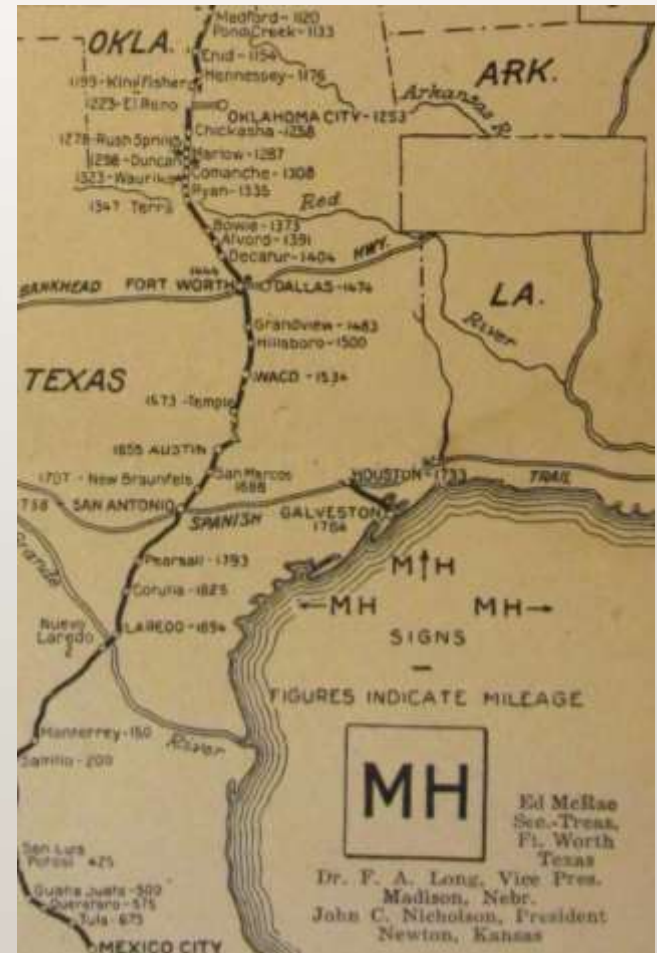 Medford-1120
Pond Creek-1133
OKLA.
Enid-1154
Hennessey-1176
1199-Kingfisher
ARK.
Arkansas R.
1223-El Reno
OKLAHOMA CITY-1253
Chickasha-1258
1278-Rush Spring
Marlow-1287
1298-Duncan
Comanche-1308
1323-Waurika
Ryan-1335
1347 Terral
Red
Bowie-1373
Alvord-1391
HWY.
Decatur-1404
1444
BANKHEAD
FORT WORTH
DALLAS-1474
LA.
River
Grandview-1483
Hillsboro-1500
TEXAS
WACO-1534
1573-Temple
1655 AUSTIN
San Marcos
1688
1707-New Braunfels
HOUSTON-1733
TRAIL
738-SAN ANTONIO
SPANISH
GALVESTON
1784
Grande
Pearsall-1793
Cotulla-1825
M↑H
←MH MH→
Nuevo
Laredo
LAREDO-1894
SIGNS
—
FIGURES INDICATE MILEAGE
Monterrey-150
River
Saltillo-200
MH
Ed McRae
Sec.-Treas.
Ft. Worth
Texas
San Luis
Potosi 425
Dr. F. A. Long, Vice Pres.
Madison, Nebr.
John C. Nicholson, President
Newton, Kansas
Guana Juato-500
Queretaro-575
Tula-675
MEXICO CITY